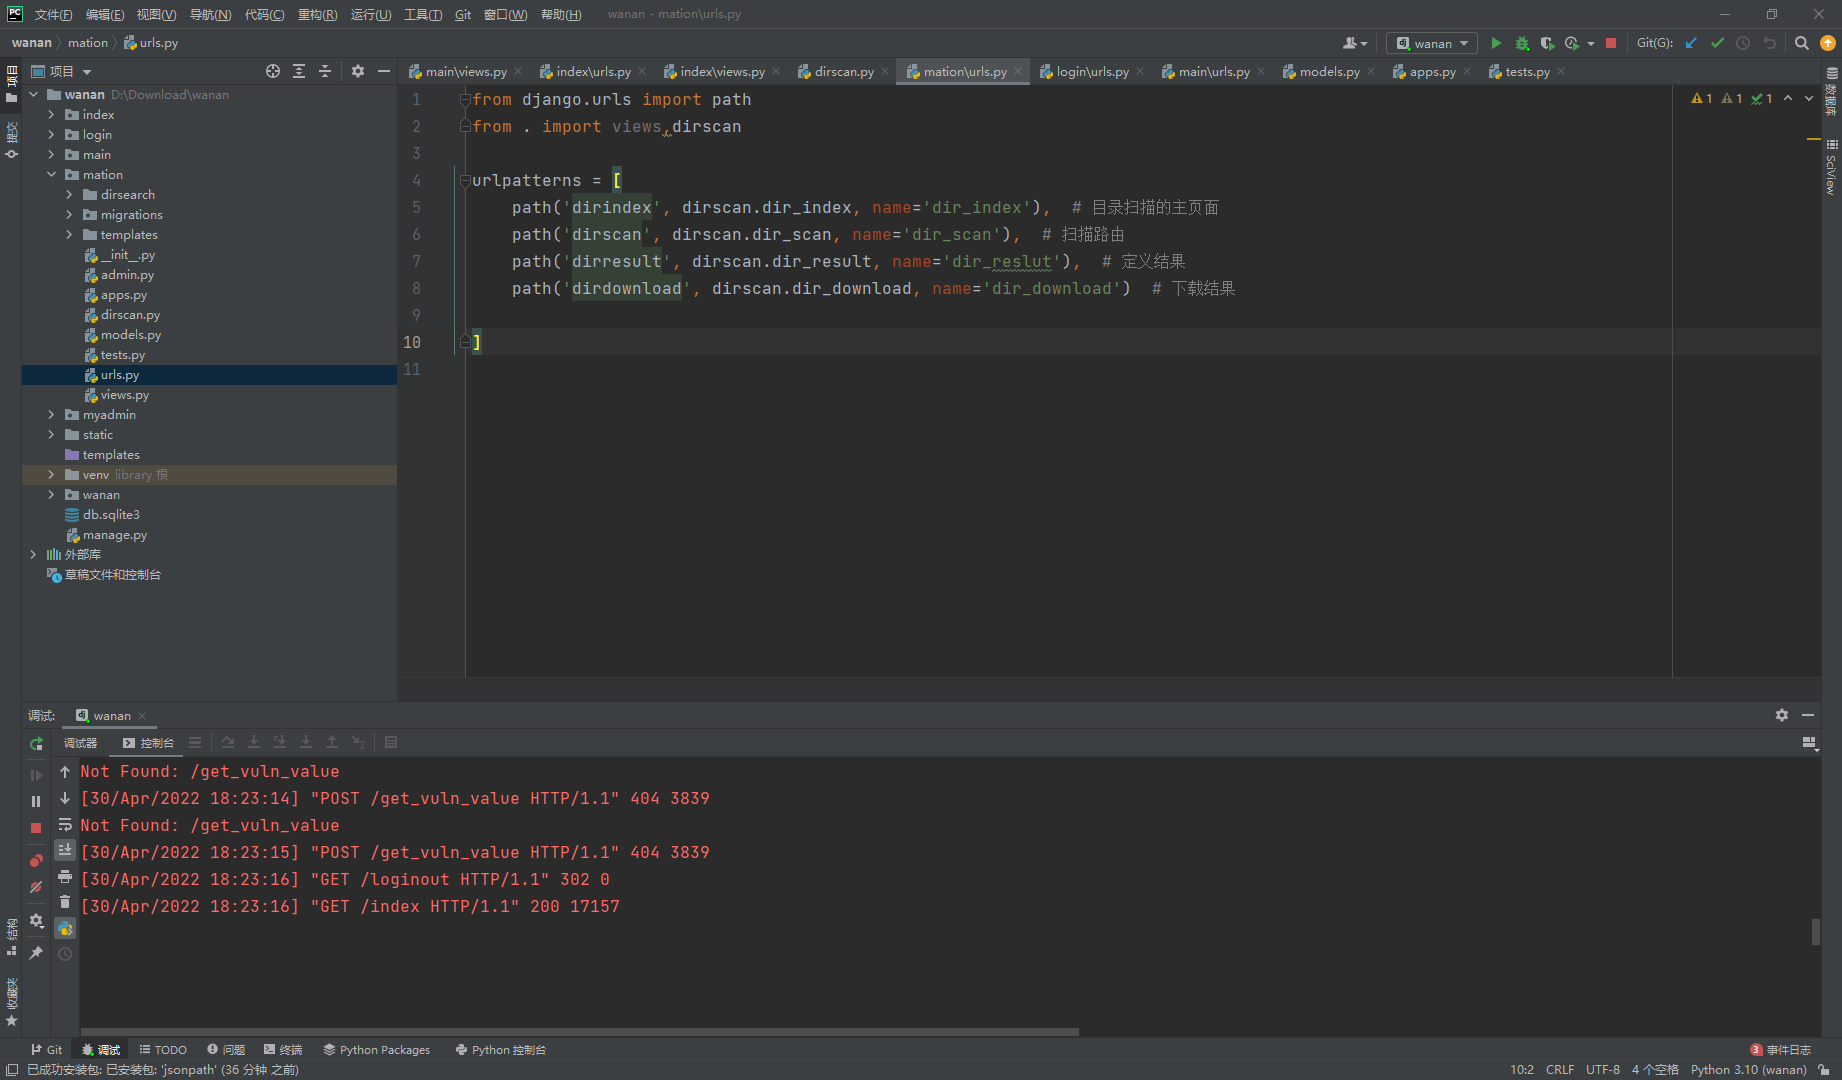 文件(F) 编辑(E) 视图(V) 导航(N) 代码(C) 重构(R) 运行(U) 工具(T) Git 窗口(W) 帮助(H) wanan - mation\urls.py
wanan mation urls.py wanan Git(G):
项目
main\views.py index\urls.py index\views.py dirscan.py mation\urls.py login\urls.py main\urls.py models.py apps.py tests.py
项目
提交
结构
收藏夹
数据库
SciView
wanan D:\Download\wanan
index
login
main
mation
dirsearch
migrations
templates
__init__.py
admin.py
apps.py
dirscan.py
models.py
tests.py
urls.py
views.py
myadmin
static
templates
venv library 根
wanan
db.sqlite3
manage.py
外部库
草稿文件和控制台
1 from django.urls import path
2 from . import views,dirscan
3
4 urlpatterns = [
5 path('dirindex', dirscan.dir_index, name='dir_index'), # 目录扫描的主页面
6 path('dirscan', dirscan.dir_scan, name='dir_scan'), # 扫描路由
7 path('dirresult', dirscan.dir_result, name='dir_reslut'), # 定义结果
8 path('dirdownload', dirscan.dir_download, name='dir_download') # 下载结果
9
10 ]
11
1 1 1
调试: wanan
调试器 控制台
Not Found: /get_vuln_value
[30/Apr/2022 18:23:14] "POST /get_vuln_value HTTP/1.1" 404 3839
Not Found: /get_vuln_value
[30/Apr/2022 18:23:15] "POST /get_vuln_value HTTP/1.1" 404 3839
[30/Apr/2022 18:23:16] "GET /loginout HTTP/1.1" 302 0
[30/Apr/2022 18:23:16] "GET /index HTTP/1.1" 200 17157
Git 调试 TODO 问题 终端 Python Packages Python 控制台 3 事件日志
已成功安装包: 已安装包: 'jsonpath' (36 分钟 之前) 10:2 CRLF UTF-8 4 个空格 Python 3.10 (wanan)